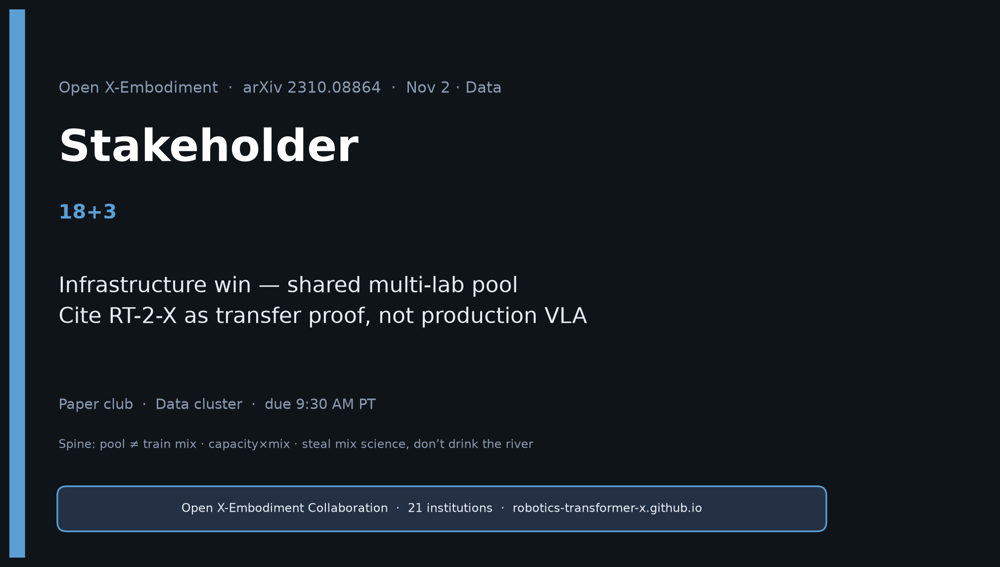 Open X-Embodiment · arXiv 2310.08864 · Nov 2 · Data
Stakeholder
18+3
Infrastructure win — shared multi-lab pool
Cite RT-2-X as transfer proof, not production VLA
Paper club · Data cluster · due 9:30 AM PT
Spine: pool ≠ train mix · capacity×mix · steal mix science, don’t drink the river
Open X-Embodiment Collaboration · 21 institutions · robotics-transformer-x.github.io